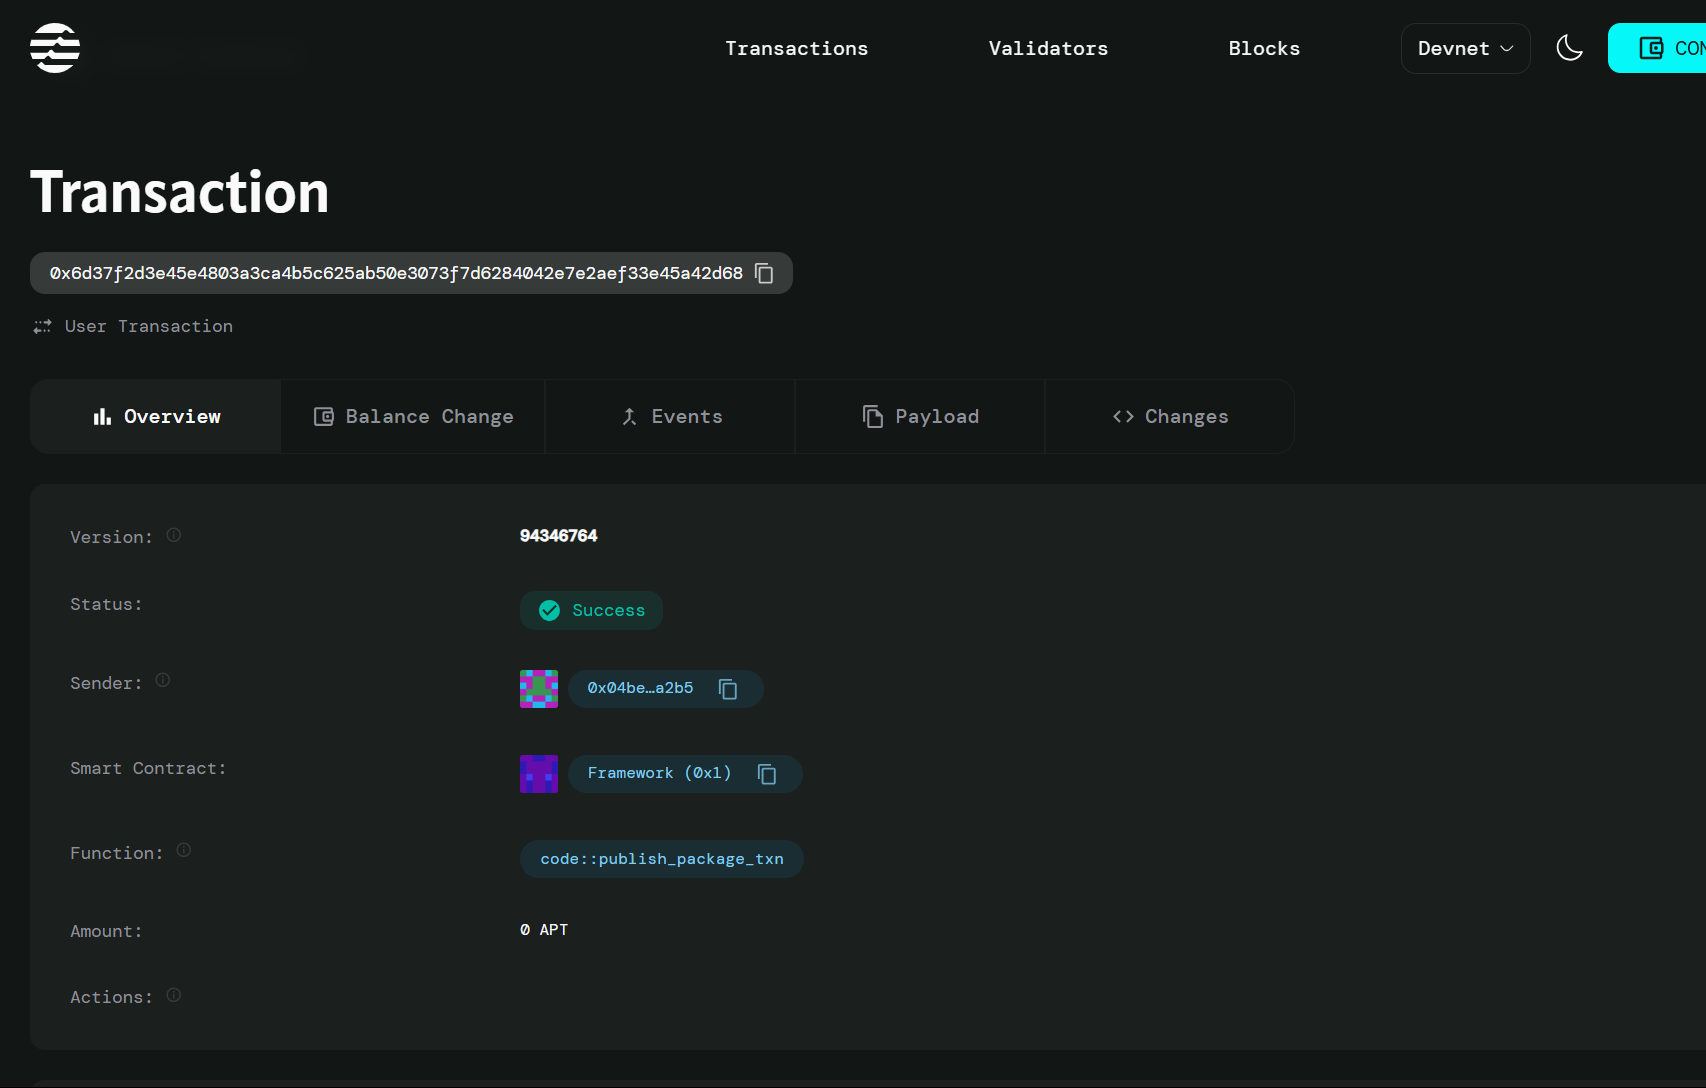 Transactions Validators Blocks Devnet CON
Transaction
0x6d37f2d3e45e4803a3ca4b5c625ab50e3073f7d6284042e7e2aef33e45a42d68
User Transaction
Overview Balance Change Events Payload Changes
Version: 94346764
Status: Success
Sender: 0x04be…a2b5
Smart Contract: Framework (0x1)
Function: code::publish_package_txn
Amount: 0 APT
Actions: